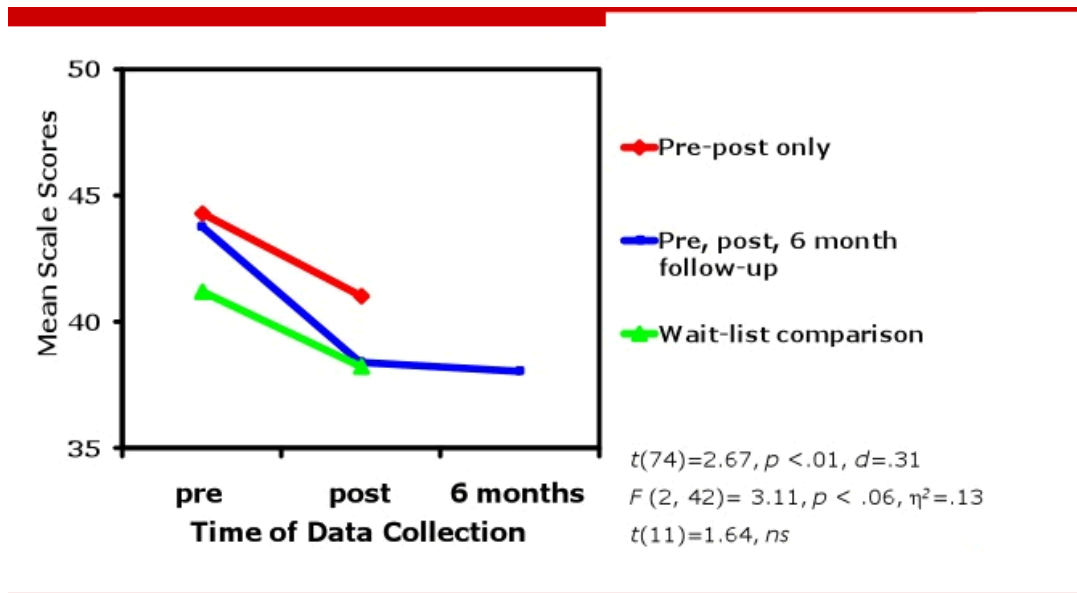 50
45
40
35
Mean Scale Scores
pre post 6 months
Time of Data Collection
Pre-post only
Pre, post, 6 month
follow-up
Wait-list comparison
t(74)=2.67, p <.01, d=.31
F (2, 42)= 3.11, p < .06, η²=.13
t(11)=1.64, ns